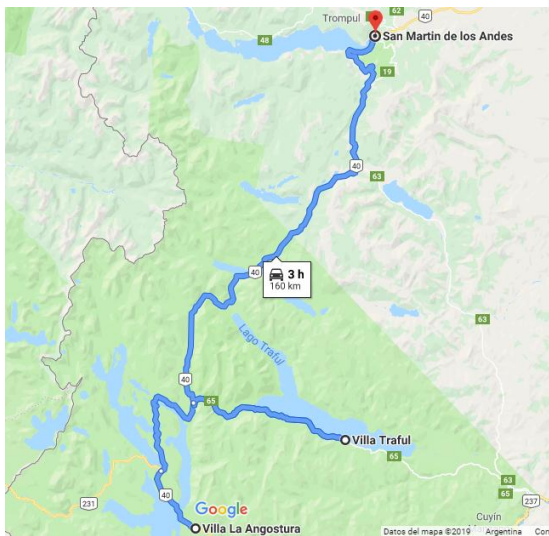 62
Trompul
40
San Martin de los Andes
48
19
40
63
3 h
40
160 km
63
Lago Traful
40
65
Villa Traful
65
63
231
40
Google
237
Cuyín
Villa La Angostura
Datos del mapa ©2019 Argentina